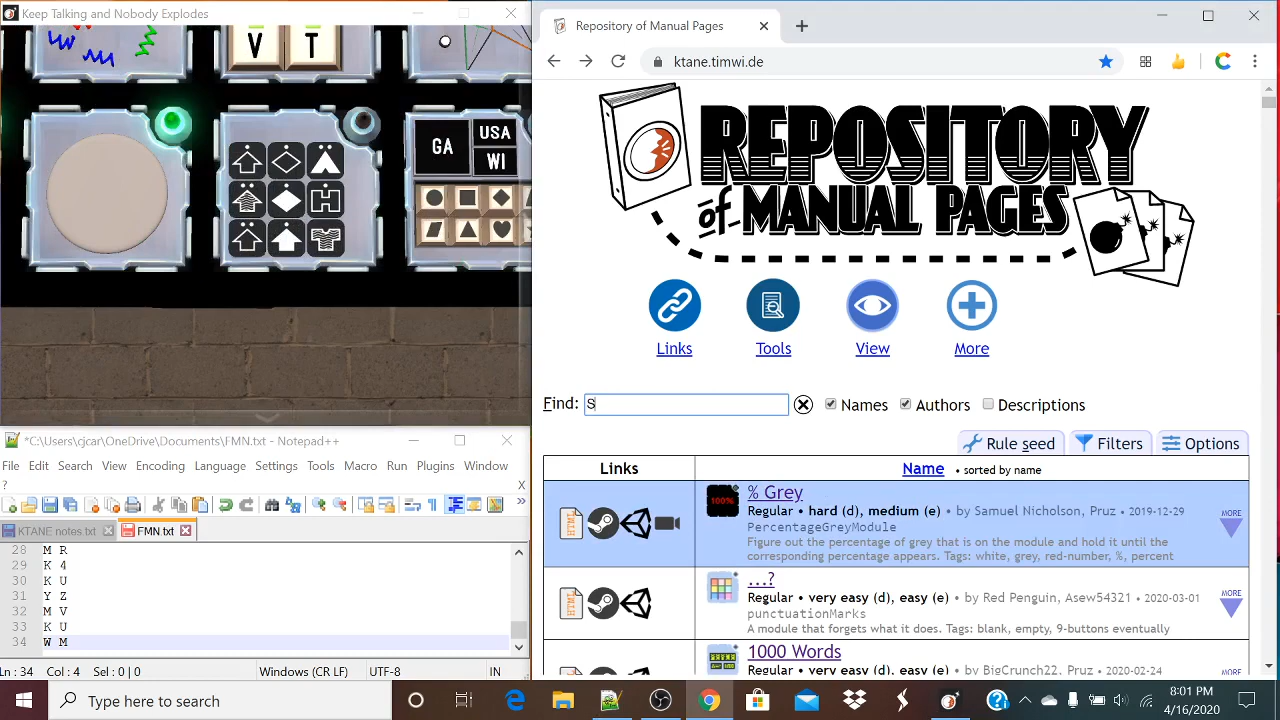 Keep Talking and Nobody Explodes
V T
GA
USA
WI
*C:\Users\cjcar\OneDrive\Documents\FMN.txt - Notepad++
File Edit Search View Encoding Language Settings Tools Macro Run Plugins Window
?
X
KTANE notes.txt
FMN.txt
28 M R
29 K 4
30 K U
31 Y Z
32 M V
33 K U
34 W M
Ln: 34 Col: 4 Sel: 0 | 0
Windows (CR LF)
UTF-8
IN
Repository of Manual Pages
ktane.timwi.de
REPOSITORY
of MANUAL PAGES
Links
Tools
View
More
Find: S
Names
Authors
Descriptions
Rule seed
Filters
Options
Links
Name • sorted by name
100%
% Grey
Regular • hard (d), medium (e) • by Samuel Nicholson, Pruz • 2019-12-29
PercentageGreyModule
Figure out the percentage of grey that is on the module and hold it until the
corresponding percentage appears. Tags: white, grey, red-number, %, percent
MORE
HTML
...?
Regular • very easy (d), easy (e) • by Red Penguin, Asew54321 • 2020-03-01
punctuationMarks
A module that forgets what it does. Tags: blank, empty, 9-buttons eventually
MORE
HTML
1000 Words
Regular • very easy (d), easy (e) • by BigCrunch22, Pruz • 2020-02-24
MORE
Type here to search
8:01 PM
4/16/2020